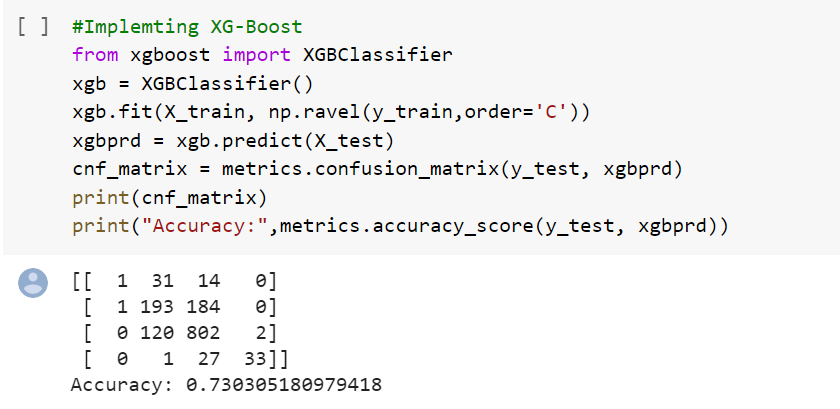 [ ] #Implemting XG-Boost
from xgboost import XGBClassifier
xgb = XGBClassifier()
xgb.fit(X_train, np.ravel(y_train,order='C'))
xgbprd = xgb.predict(X_test)
cnf_matrix = metrics.confusion_matrix(y_test, xgbprd)
print(cnf_matrix)
print("Accuracy:",metrics.accuracy_score(y_test, xgbprd))
[[  1  31  14   0]
 [  1 193 184   0]
 [  0 120 802   2]
 [  0   1  27  33]]
Accuracy: 0.730305180979418